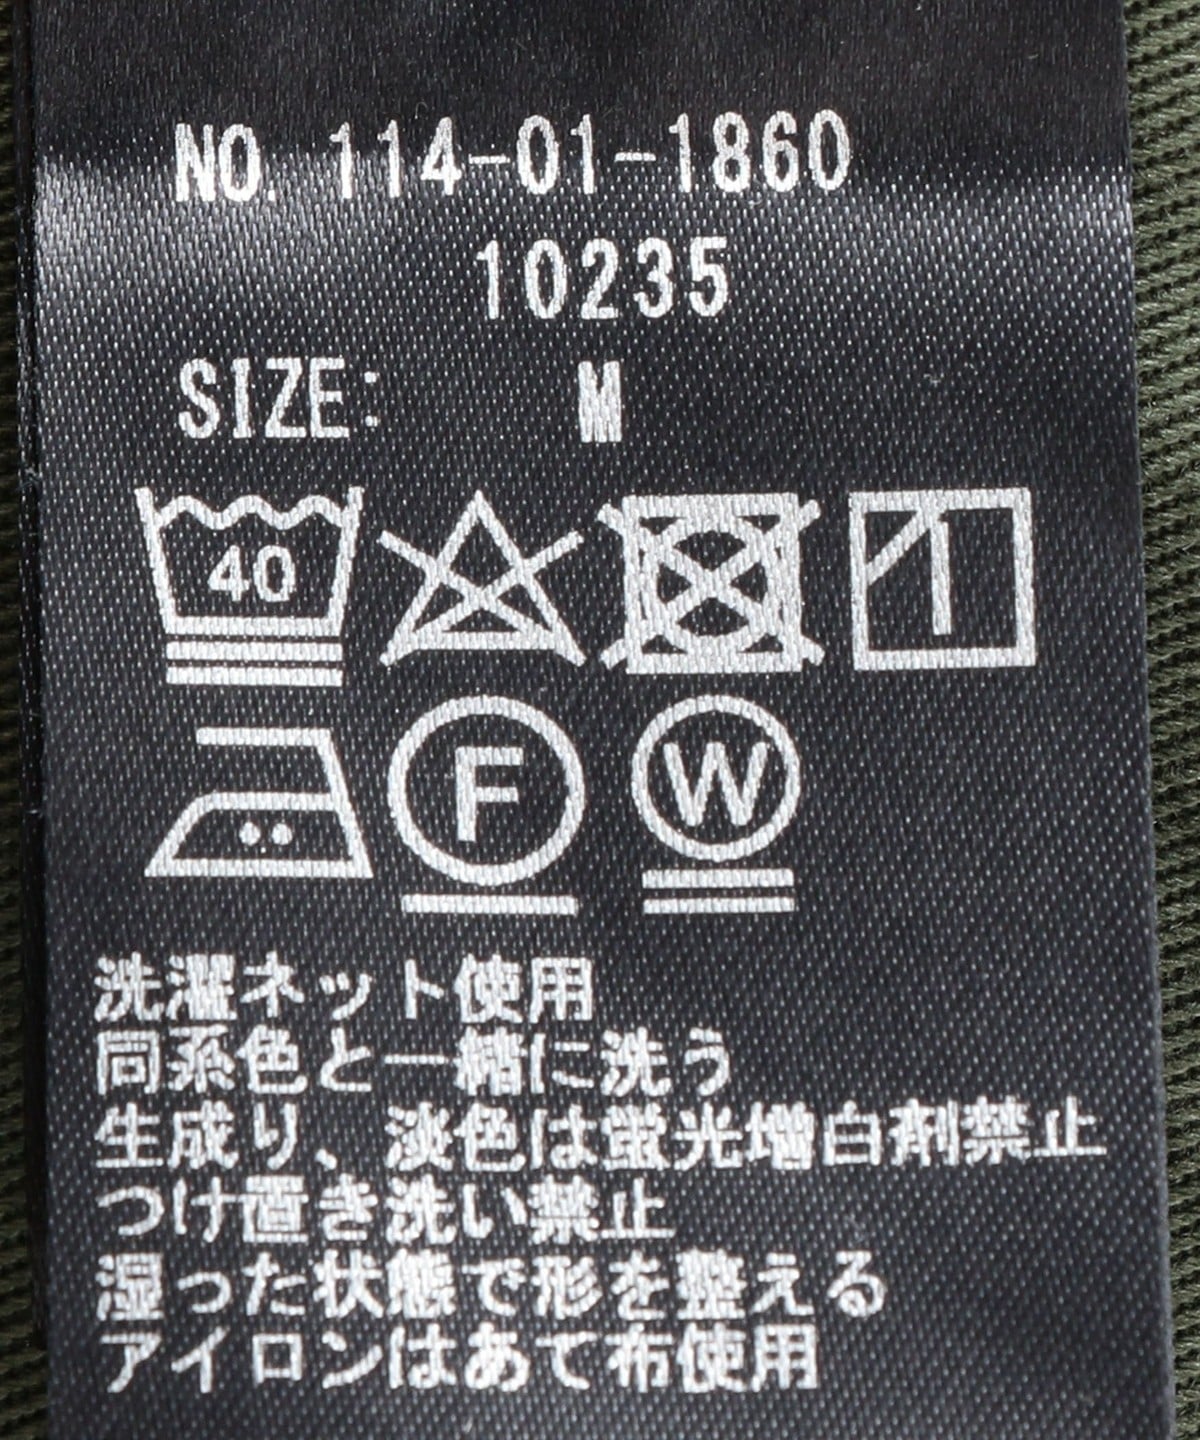 NO. 114-01-1860
10235
SIZE: M
40
F W
洗濯ネット使用
同系色と一緒に洗う
生成り、淡色は蛍光増白剤禁止
つけ置き洗い禁止
湿った状態で形を整える
アイロンはあて布使用